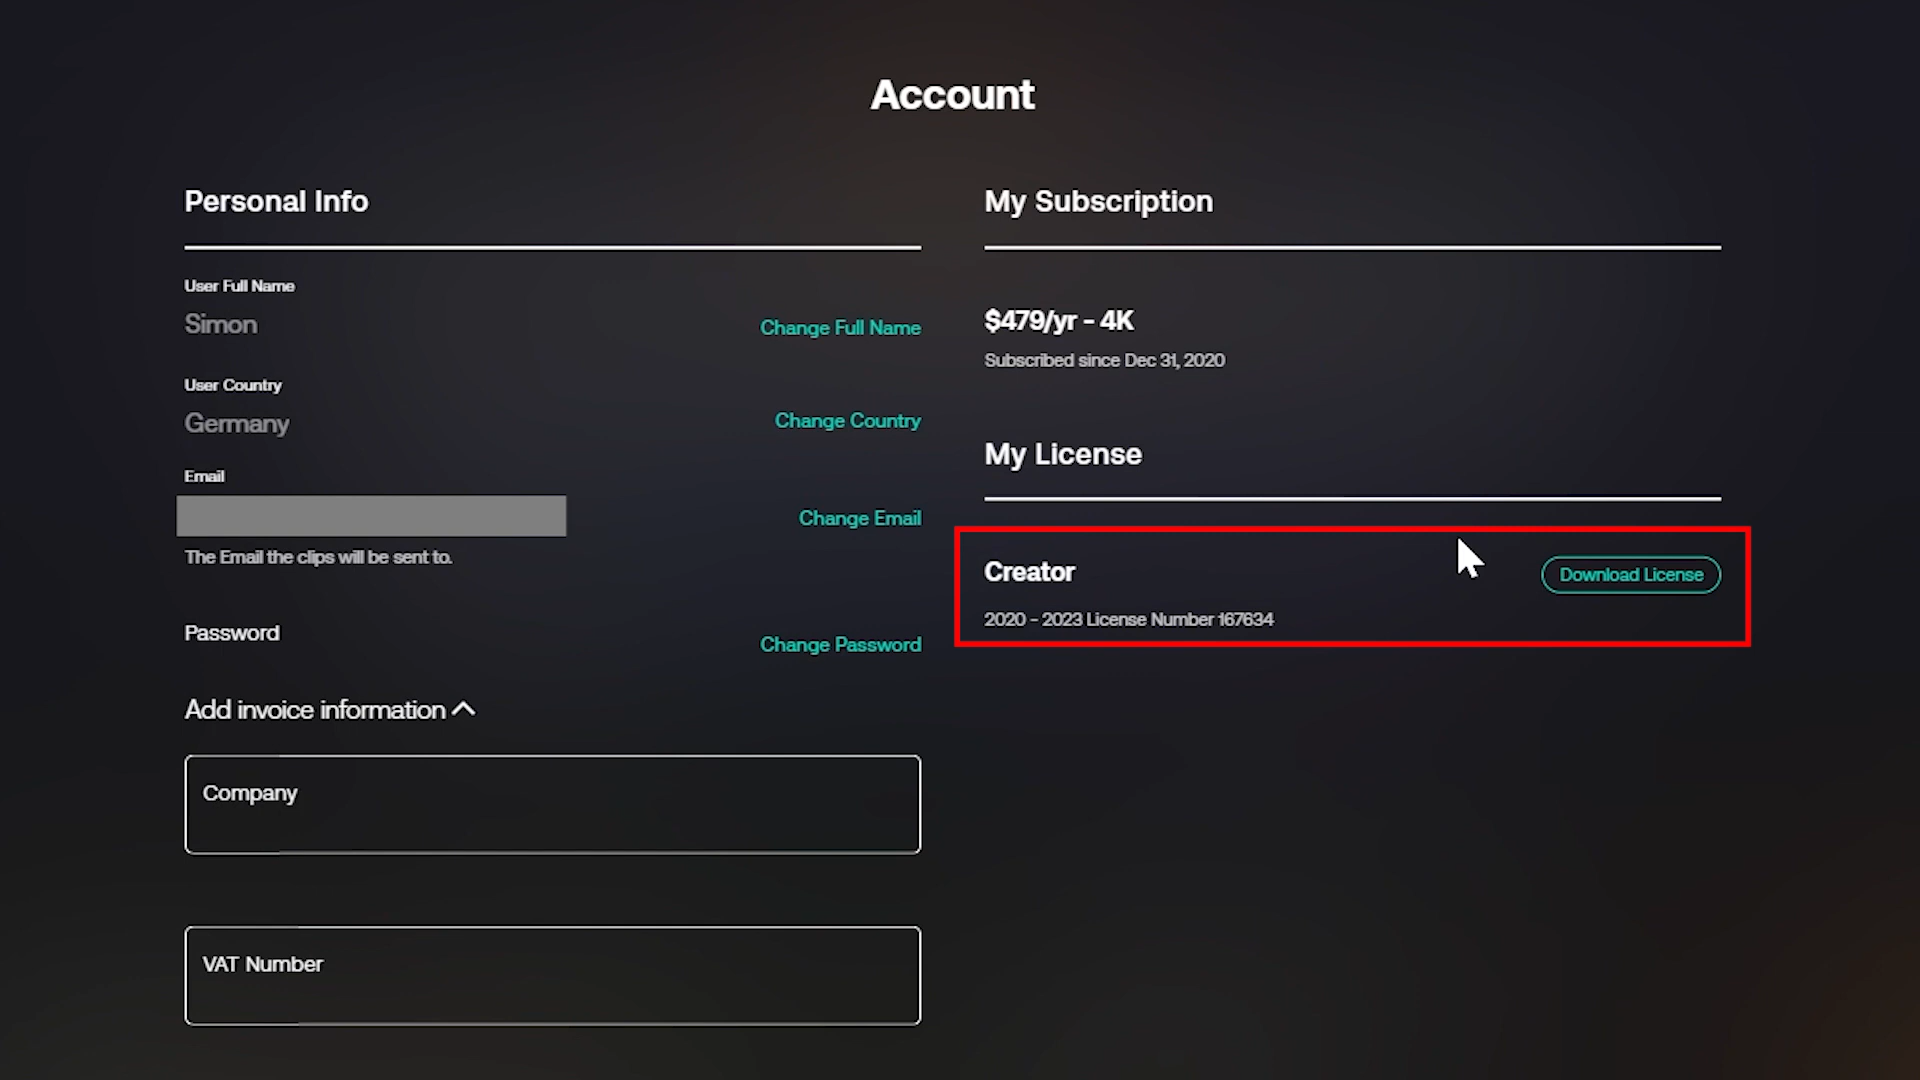 Account
Personal Info
User Full Name
Simon
Change Full Name
User Country
Germany
Change Country
Email
Change Email
The Email the clips will be sent to.
Password
Change Password
Add invoice information
Company
VAT Number
My Subscription
$479/yr - 4K
Subscribed since Dec 31, 2020
My License
Creator
Download License
2020 - 2023 License Number 167634